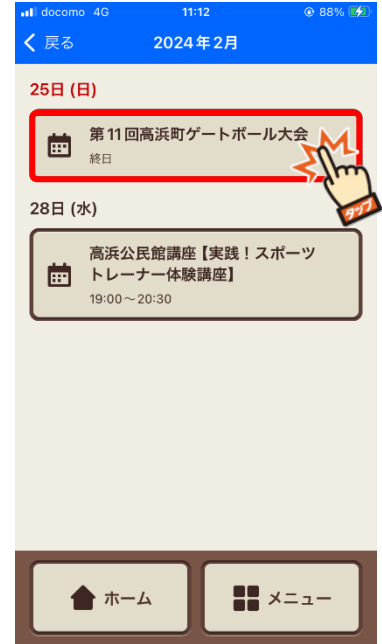 docomo 4G 11:12 88%
戻る 2024年2月
25日 (日)
第11回高浜町ゲートボール大会
終日
タップ
28日 (水)
高浜公民館講座【実践！スポーツ
トレーナー体験講座】
19:00～20:30
ホーム メニュー